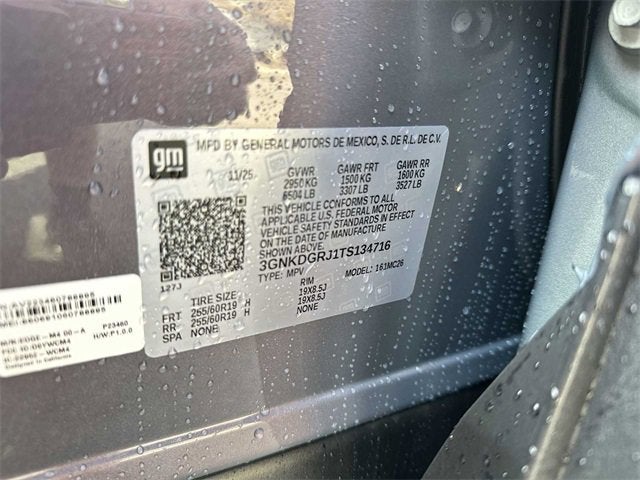 gm
MFD BY GENERAL MOTORS DE MEXICO, S. DE R.L. DE C.V.
11/25 GVWR GAWR FRT GAWR RR
2950 KG 1500 KG 1600 KG
6504 LB 3307 LB 3527 LB
THIS VEHICLE CONFORMS TO ALL
APPLICABLE U.S. FEDERAL MOTOR
VEHICLE SAFETY STANDARDS IN EFFECT
ON THE DATE OF MANUFACTURE
SHOWN ABOVE.
3GNKDGRJ1TS134716
TYPE: MPV MODEL: 161MC26
127J
TIRE SIZE RIM
FRT 255/60R19 H 19X8.5J
RR 255/60R19 H 19X8.5J
SPA NONE NONE
P23460
H/W:P1.0.0